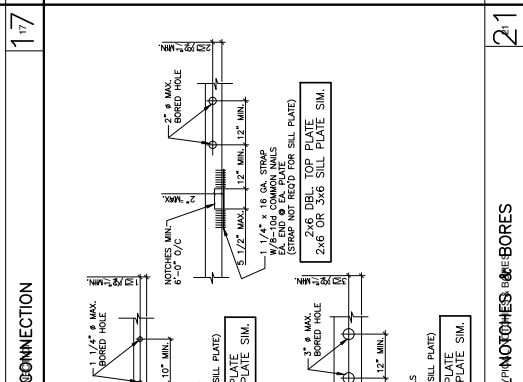 17
CONNECTION
2" Ø MAX.
BORED HOLE
12" MIN.
12" MIN.
2" MAX.
NOTCHES MIN.
6'-0" O/C
5 1/2" MAX.
1 1/4" x 16 GA. STRAP
W/8-10d COMMON NAILS
EA. END @ EA. PLATE
(STRAP NOT REQ'D FOR SILL PLATE)
2x6 DBL. TOP PLATE
2x6 OR 3x6 SILL PLATE SIM.
1 1/4" Ø MAX.
BORED HOLE
10" MIN.
SILL PLATE)
PLATE
PLATE SIM.
3" Ø MAX.
BORED HOLE
12" MIN.
SILL PLATE)
PLATE
PLATE SIM.
21
NOTCHES & BORES